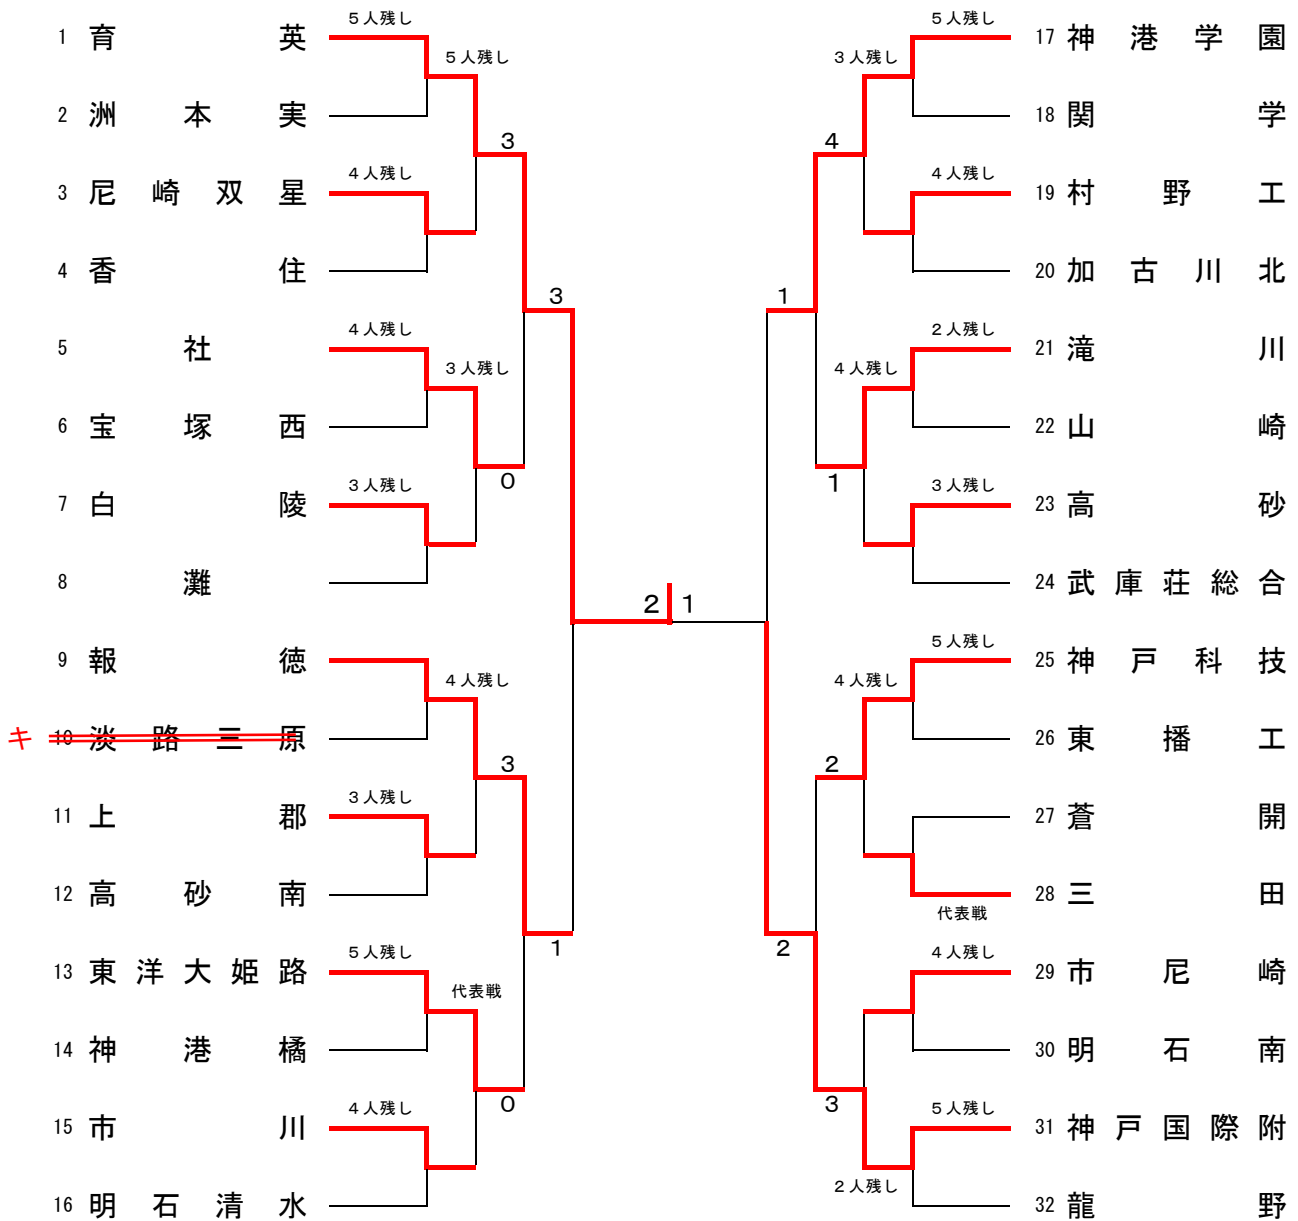 1 育英
2 洲本実
3 尼崎双星
4 香住
5 社
6 宝塚西
7 白陵
8 灘
9 報徳
キ 10 淡路三原
11 上郡
12 高砂南
13 東洋大姫路
14 神港橘
15 市川
16 明石清水
5人残し
4人残し
4人残し
3人残し
3人残し
5人残し
4人残し
5人残し
3人残し
4人残し
代表戦
3
0
3
0
3
1
2 1
1
2
4
1
2
3
3人残し
4人残し
4人残し
2人残し
5人残し
4人残し
2人残し
3人残し
5人残し
代表戦
4人残し
5人残し
17 神港学園
18 関学
19 村野工
20 加古川北
21 滝川
22 山崎
23 高砂
24 武庫荘総合
25 神戸科技
26 東播工
27 蒼開
28 三田
29 市尼崎
30 明石南
31 神戸国際附
32 龍野